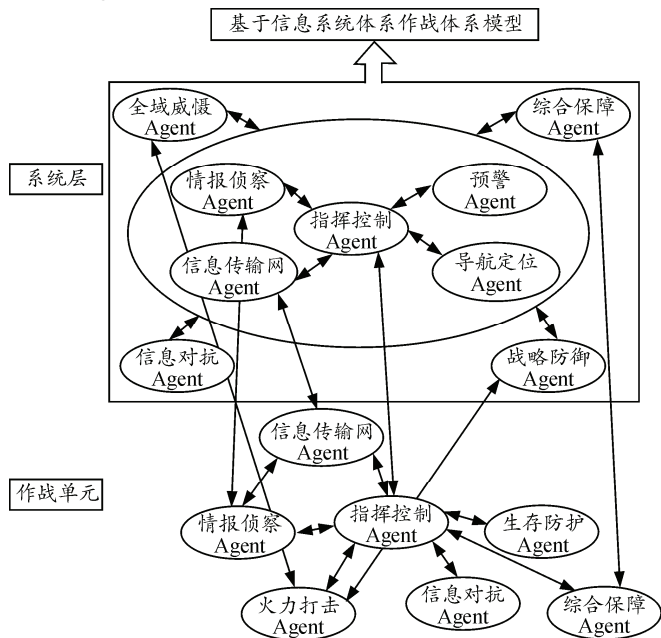 基于信息系统体系作战体系模型
全域威慑
Agent
综合保障
Agent
系统层
情报侦察
Agent
预警
Agent
指挥控制
Agent
信息传输网
Agent
导航定位
Agent
信息对抗
Agent
战略防御
Agent
信息传输网
Agent
作战单元
情报侦察
Agent
指挥控制
Agent
生存防护
Agent
火力打击
Agent
信息对抗
Agent
综合保障
Agent